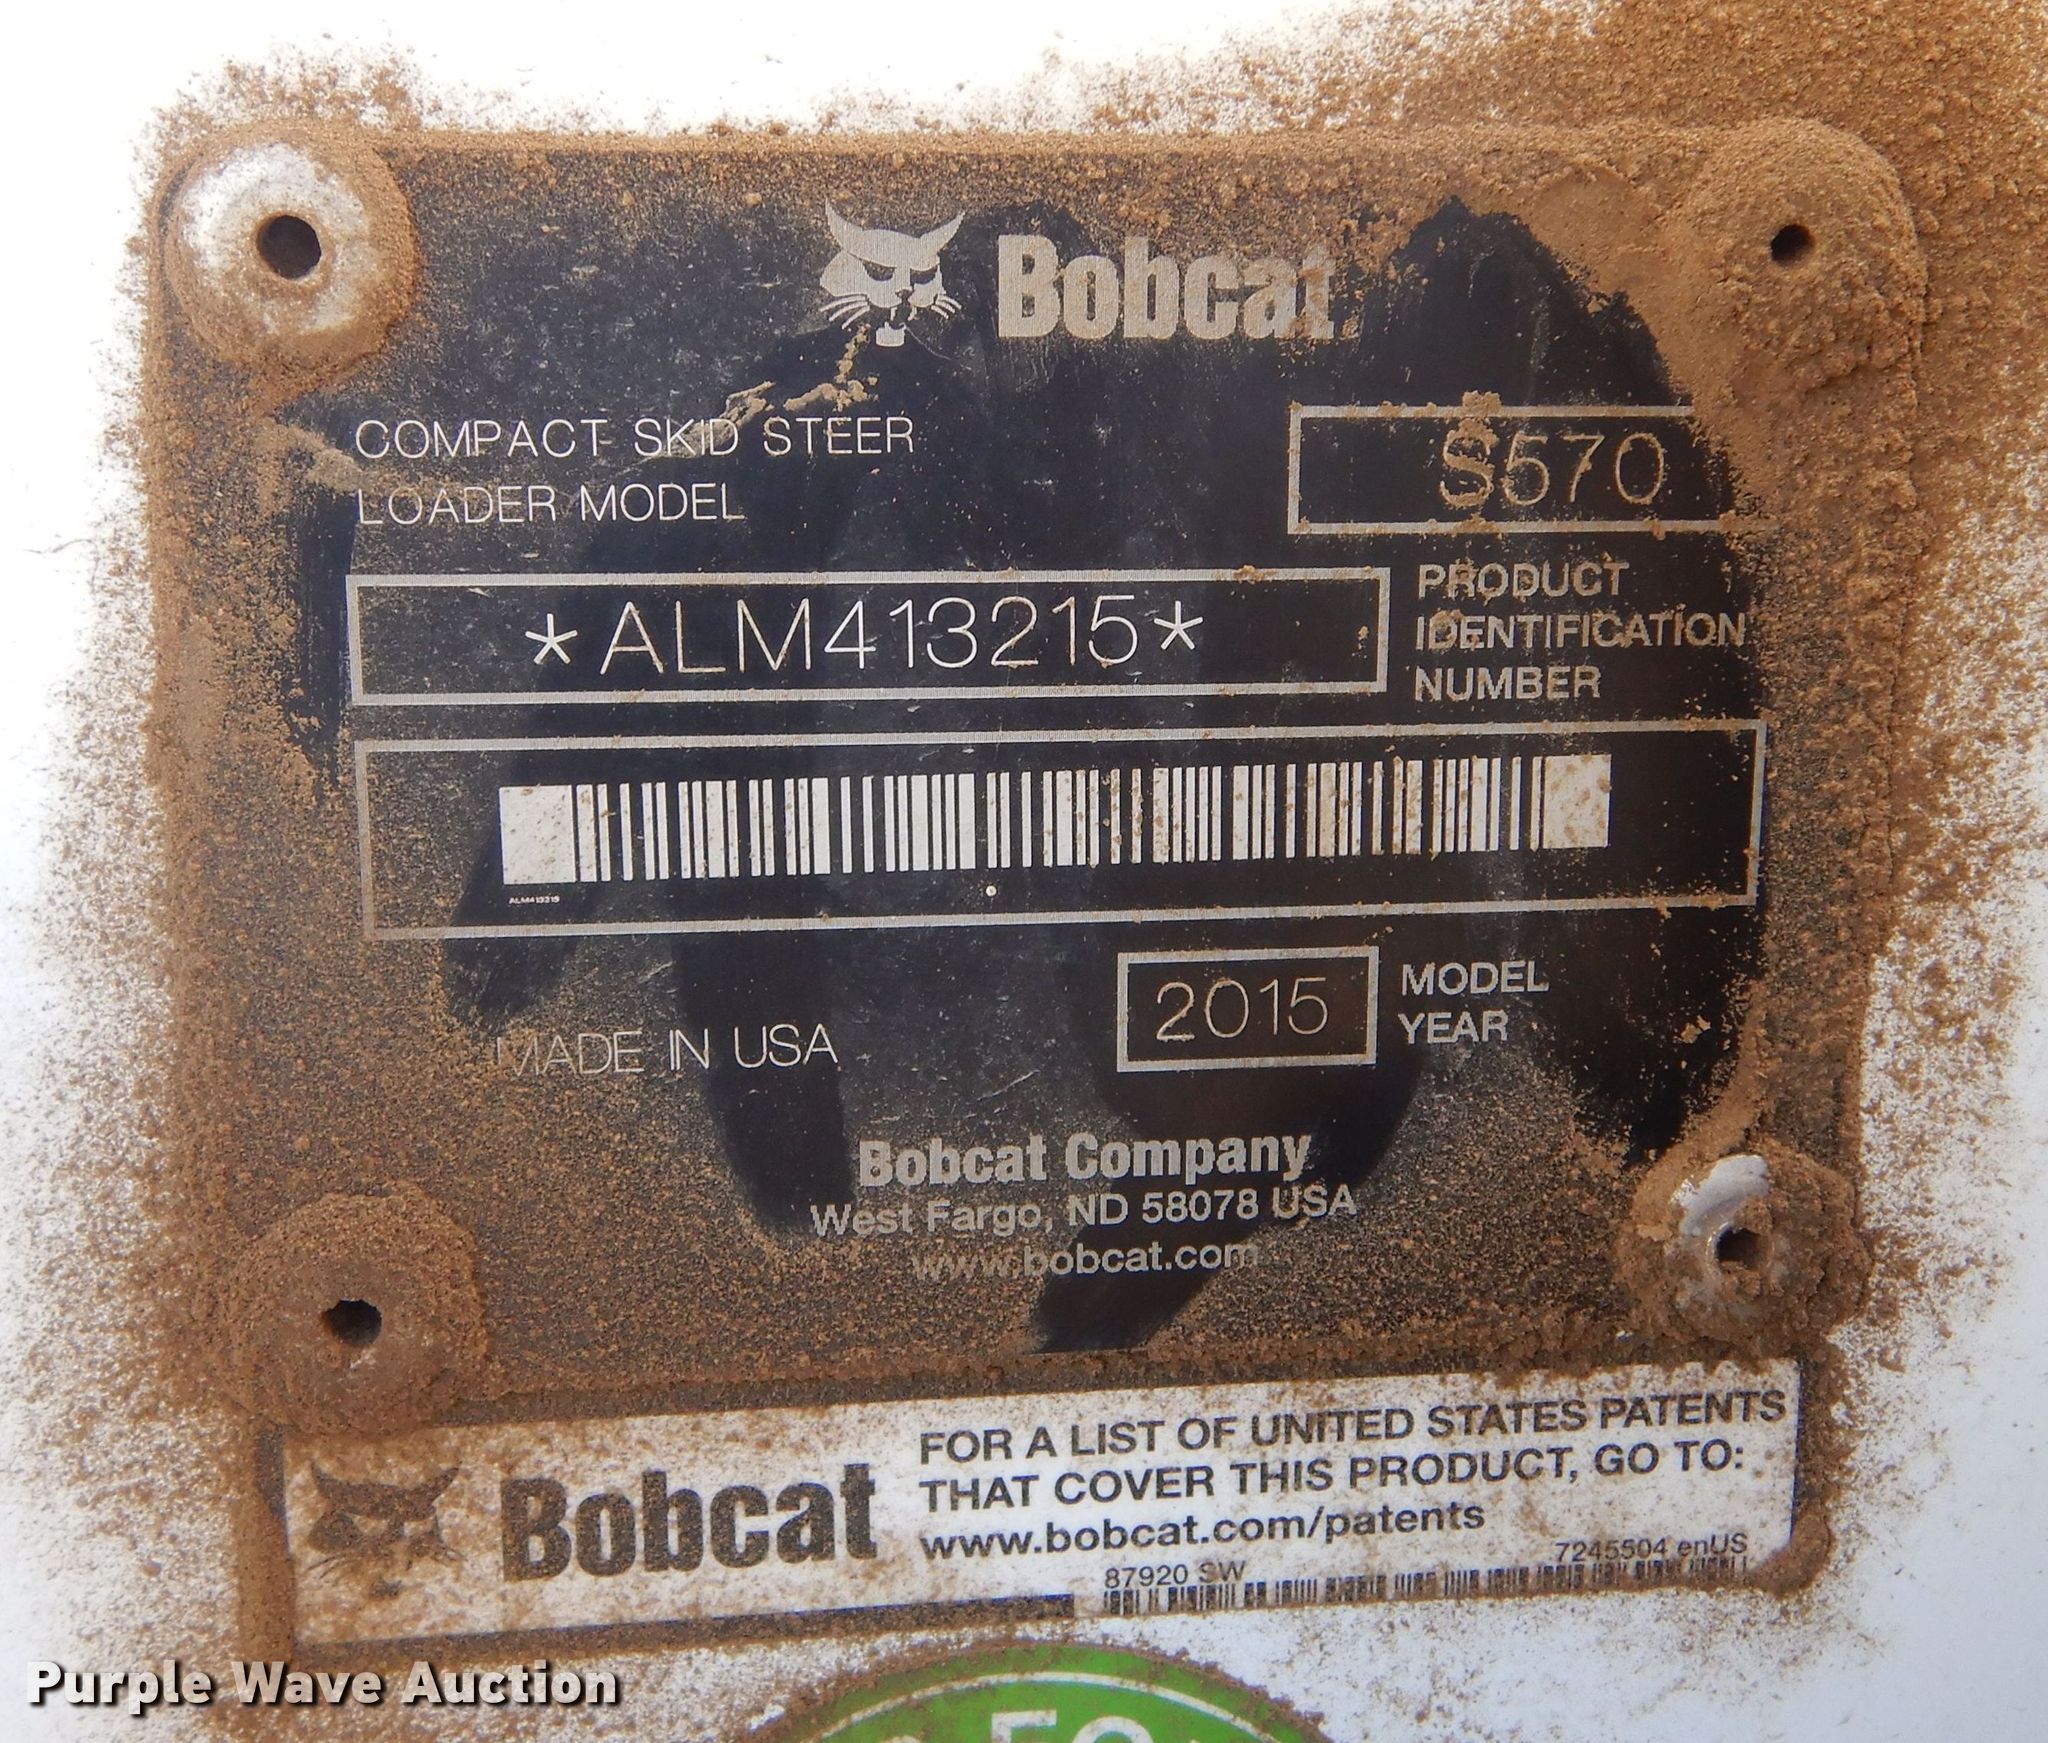 Bobcat
COMPACT SKID STEER
LOADER MODEL
S570
*ALM413215*
PRODUCT
IDENTIFICATION
NUMBER
ALM413215
MADE IN USA
2015
MODEL
YEAR
Bobcat Company
West Fargo, ND 58078 USA
www.bobcat.com
Bobcat
FOR A LIST OF UNITED STATES PATENTS
THAT COVER THIS PRODUCT, GO TO:
www.bobcat.com/patents
87920 SW
7245504 enUS
Purple Wave Auction